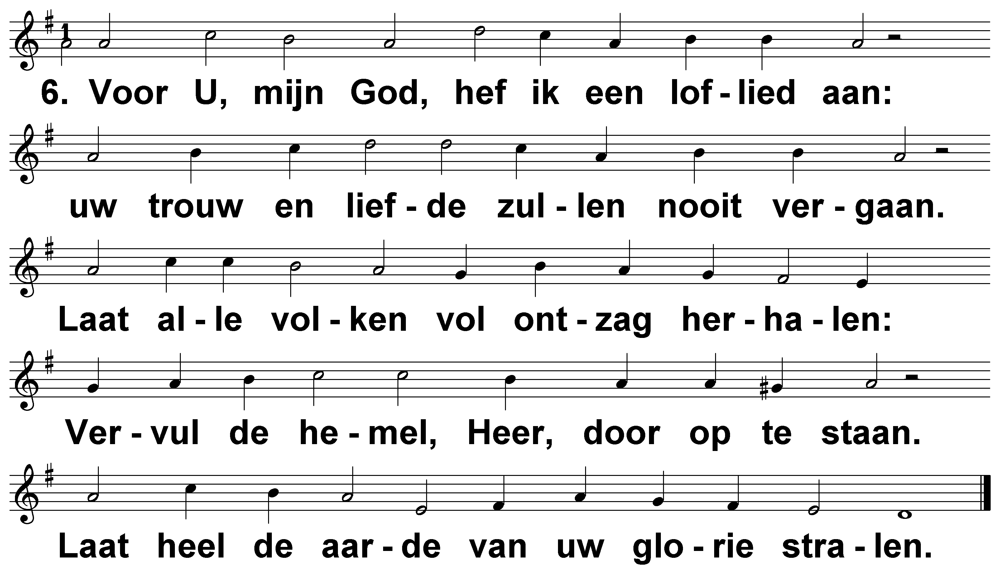 1
6. Voor U, mijn God, hef ik een lof - lied aan:
uw trouw en lief - de zul - len nooit ver - gaan.
Laat al - le vol - ken vol ont - zag her - ha - len:
Ver - vul de he - mel, Heer, door op te staan.
Laat heel de aar - de van uw glo - rie stra - len.